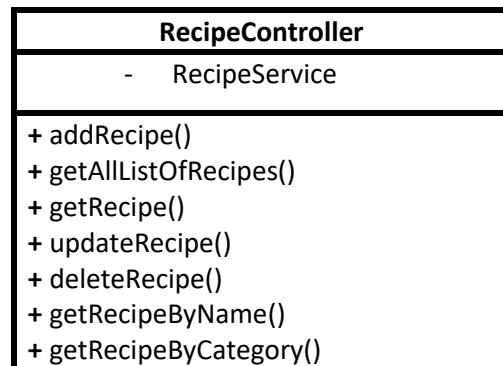 RecipeController
- RecipeService
+ addRecipe()
+ getAllListOfRecipes()
+ getRecipe()
+ updateRecipe()
+ deleteRecipe()
+ getRecipeByName()
+ getRecipeByCategory()